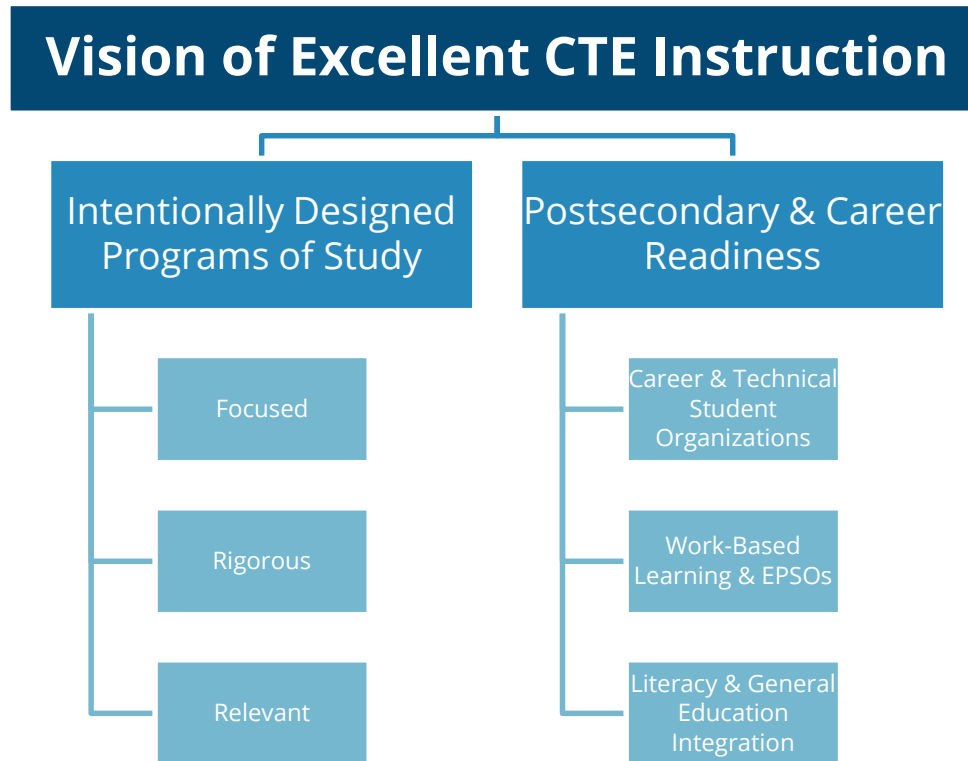 Vision of Excellent CTE Instruction
Intentionally Designed
Programs of Study
Focused
Rigorous
Relevant
Postsecondary & Career
Readiness
Career & Technical
Student
Organizations
Work-Based
Learning & EPSOs
Literacy & General
Education
Integration